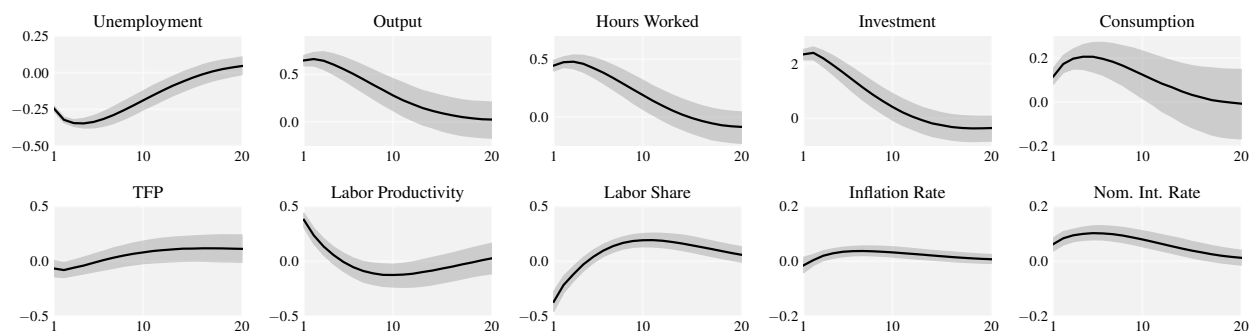 Unemployment Output Hours Worked Investment Consumption
0.25 0.00 −0.25 −0.50 1 10 20
0.5 0.0 1 10 20
0.5 0.0 1 10 20
2 0 1 10 20
0.2 0.0 −0.2 1 10 20
TFP Labor Productivity Labor Share Inflation Rate Nom. Int. Rate
0.5 0.0 −0.5 1 10 20
0.5 0.0 −0.5 1 10 20
0.5 0.0 −0.5 1 10 20
0.2 0.0 −0.2 1 10 20
0.2 0.0 −0.2 1 10 20